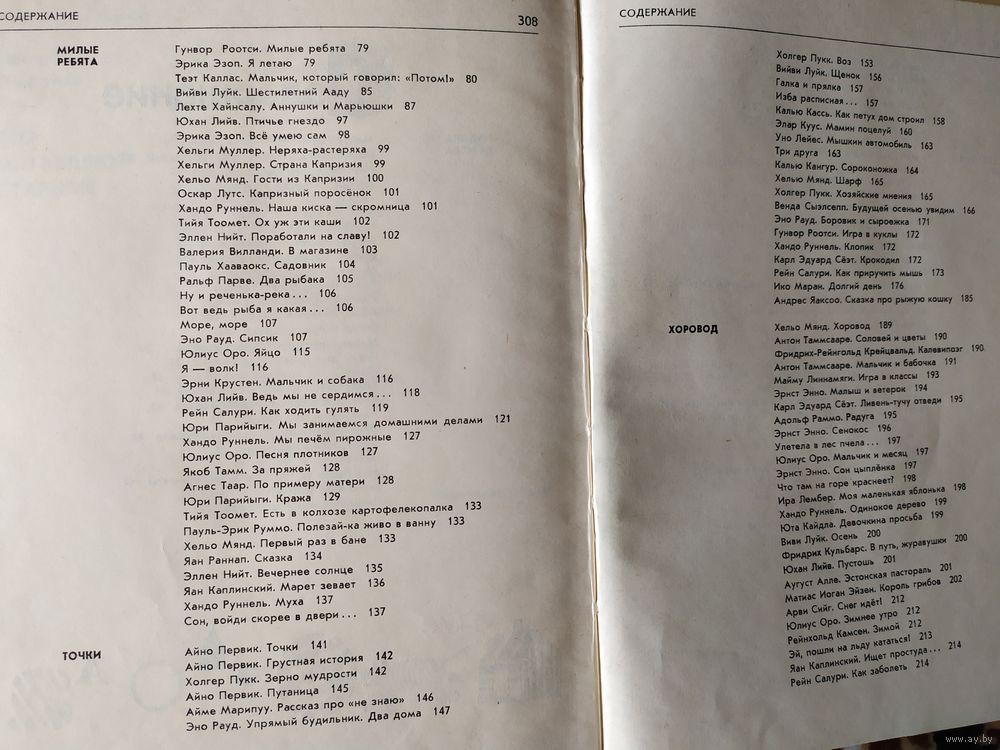 СОДЕРЖАНИЕ
308
МИЛЫЕ
РЕБЯТА
Гунвор Роотси. Милые ребята 79
Эрика Эзоп. Я летаю 79
Теэт Каллас. Мальчик, который говорил: «Потом!» 80
Вийви Луйк. Шестилетний Ааду 85
Лехте Хайнсалу. Аннушки и Марьюшки 87
Юхан Лийв. Птичье гнездо 97
Эрика Эзоп. Всё умею сам 98
Хельги Муллер. Неряха-растеряха 99
Хельги Муллер. Страна Капризия 99
Хельо Мянд. Гости из Капризии 100
Оскар Лутс. Капризный поросёнок 101
Хандо Руннель. Наша киска — скромница 101
Тийя Тоомет. Ох уж эти каши 102
Эллен Нийт. Поработали на славу! 102
Валерия Вилланди. В магазине 103
Пауль Хааваокс. Садовник 104
Ральф Парве. Два рыбака 105
Ну и реченька-река... 106
Вот ведь рыба я какая... 106
Море, море 107
Эно Рауд. Сипсик 107
Юлиус Оро. Яйцо 115
Я — волк! 116
Эрни Крустен. Мальчик и собака 116
Юхан Лийв. Ведь мы не сердимся... 118
Рейн Салури. Как ходить гулять 119
Юри Парийыги. Мы занимаемся домашними делами 121
Хандо Руннель. Мы печём пирожные 127
Юлиус Оро. Песня плотников 127
Якоб Тамм. За пряжей 128
Агнес Таар. По примеру матери 128
Юри Парийыги. Кража 129
Тийя Тоомет. Есть в колхозе картофелекопалка 133
Пауль-Эрик Руммо. Полезай-ка живо в ванну 133
Хельо Мянд. Первый раз в бане 133
Яан Раннап. Сказка 134
Эллен Нийт. Вечернее солнце 135
Яан Каплинский. Марет зевает 136
Хандо Руннель. Муха 137
Сон, войди скорее в двери... 137
ТОЧКИ
Айно Первик. Точки 141
Айно Первик. Грустная история 142
Холгер Пукк. Зерно мудрости 142
Айно Первик. Путаница 145
Айме Марипуу. Рассказ про «не знаю» 146
Эно Рауд. Упрямый будильник. Два дома 147
СОДЕРЖАНИЕ
Холгер Пукк. Воз 153
Вийви Луйк. Щенок 156
Галка и прялка 157
Изба расписная... 157
Калью Кассь. Как петух дом строил 158
Элар Куус. Мамин поцелуй 160
Уно Лейес. Мышкин автомобиль 163
Три друга 163
Калью Кангур. Сороконожка 164
Хельо Мянд. Шарф 165
Холгер Пукк. Хозяйские мнения 165
Венда Сыэлсепп. Будущей осенью увидим 166
Эно Рауд. Боровик и сыроежка 171
Гунвор Роотси. Игра в куклы 172
Хандо Руннель. Клопик 172
Карл Эдуард Сёэт. Крокодил 172
Рейн Салури. Как приручить мышь 173
Ико Маран. Долгий день 176
Андрес Яаксоо. Сказка про рыжую кошку 185
ХОРОВОД
Хельо Мянд. Хоровод 189
Антон Таммсааре. Соловей и цветы 190
Фридрих-Рейнгольд Крейцвальд. Калевипоэг 190
Антон Таммсааре. Мальчик и бабочка 191
Майму Линнамяги. Игра в классы 193
Эрнст Энно. Малыш и ветерок 194
Карл Эдуард Сёэт. Ливень-тучу отведи 195
Адольф Раммо. Радуга 195
Эрнст Энно. Сенокос 196
Улетела в лес пчела... 197
Юлиус Оро. Мальчик и месяц 197
Эрнст Энно. Сон цыплёнка 197
Что там на горе краснеет? 198
Ира Лембер. Моя маленькая яблонька 198
Хандо Руннель. Одинокое дерево 199
Юта Кайдла. Девочкина просьба 199
Виви Луйк. Осень 200
Фридрих Кульбарс. В путь, журавушки 200
Юхан Лийв. Пустошь 201
Аугуст Алле. Эстонская пастораль 201
Матиас Иоган Эйзен. Король грибов 202
Арви Сийг. Снег идёт! 212
Юлиус Оро. Зимнее утро 212
Рейнхольд Камсен. Зимой 212
Эй, пошли на льду кататься! 213
Яан Каплинский. Ищет простуда... 214
Рейн Салури. Как заболеть 214
www.ay.by